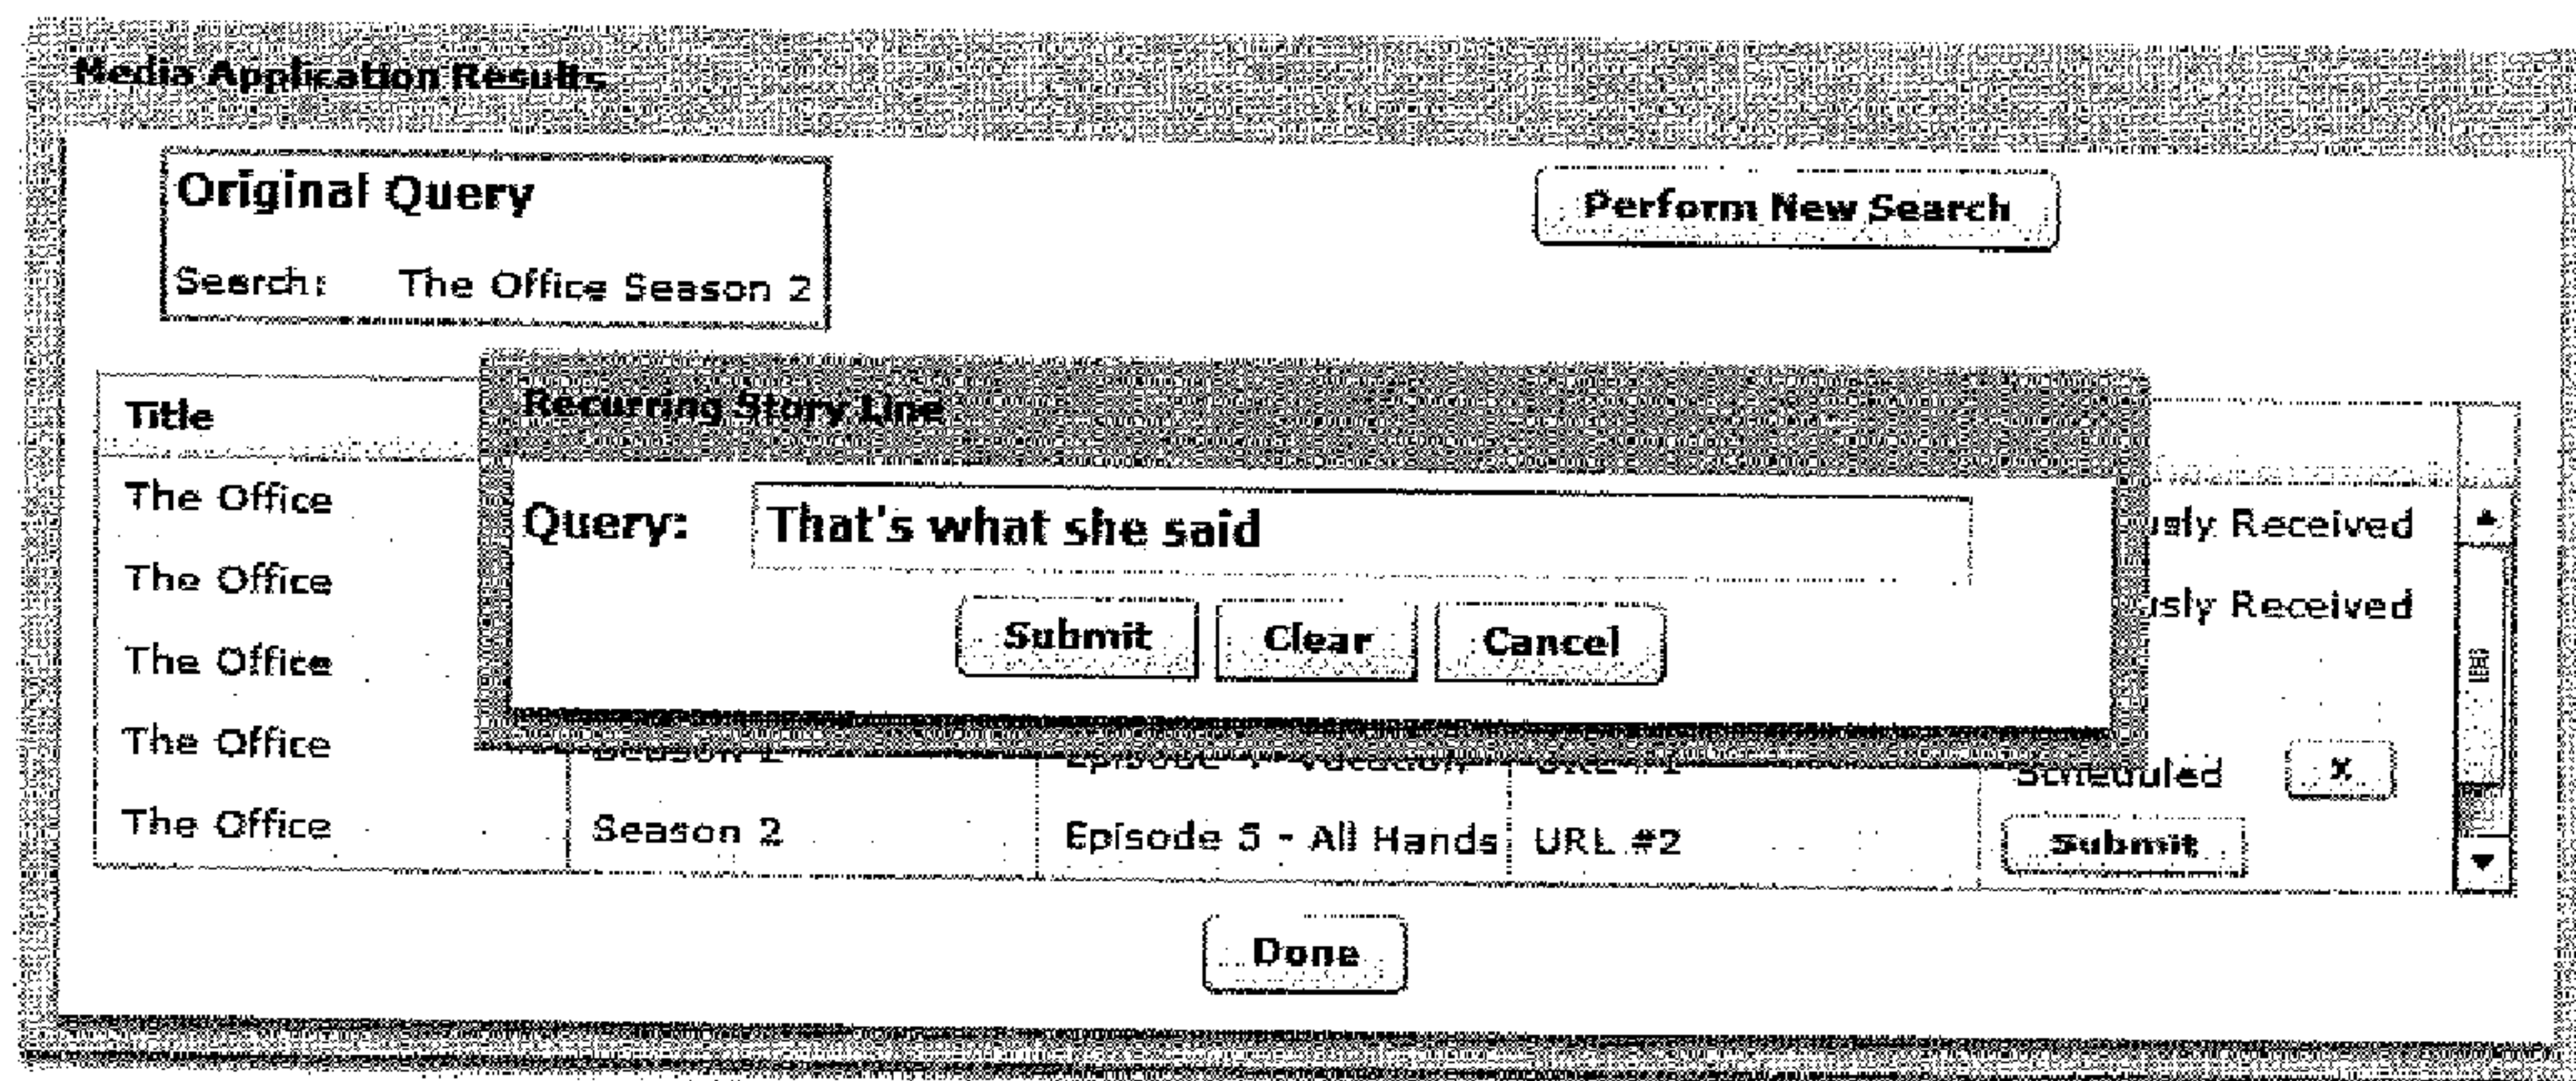 Media Application Results
Original Query
Perform New Search
Search: The Office Season 2
Title
Recurring Story Line
The Office
Query: That's what she said
Received
The Office
Received
Submit Clear Cancel
The Office
The Office
Scheduled X
The Office Season 2 Episode 5 - All Hands URL #2 Submit
Done